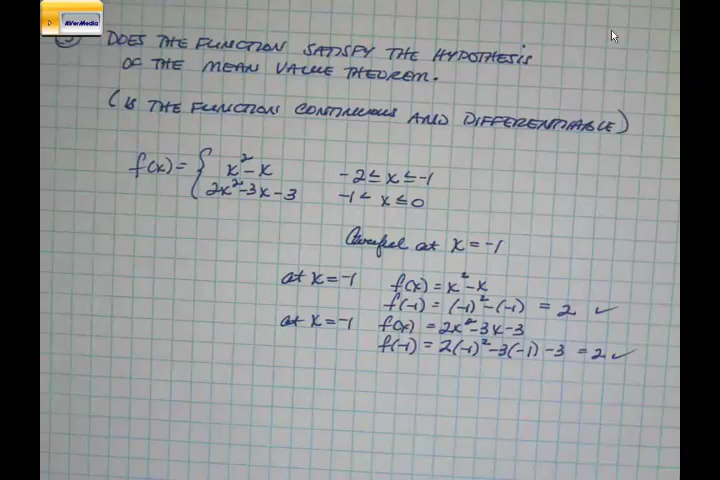 AVerMedia
DOES THE FUNCTION SATISFY THE HYPOTHESIS
OF THE MEAN VALUE THEOREM.
(IS THE FUNCTION CONTINUOUS AND DIFFERENTIABLE)
f(x) = { x² - x   -2 ≤ x ≤ -1
2x² - 3x - 3   -1 < x ≤ 0
Careful at x = -1
at x = -1   f(x) = x² - x
f(-1) = (-1)² - (-1) = 2 ✓
at x = -1   f(x) = 2x² - 3x - 3
f(-1) = 2(-1)² - 3(-1) - 3 = 2 ✓